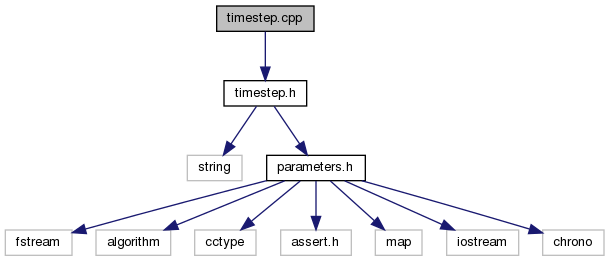 timestep.cpp
timestep.h
string
parameters.h
fstream
algorithm
cctype
assert.h
map
iostream
chrono